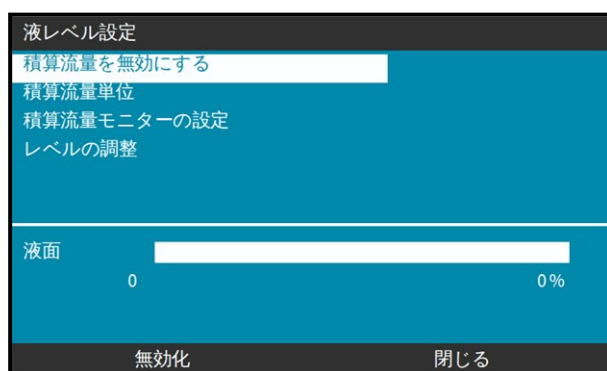 液レベル設定
積算流量を無効にする
積算流量単位
積算流量モニターの設定
レベルの調整
液面
0 0%
無効化 閉じる